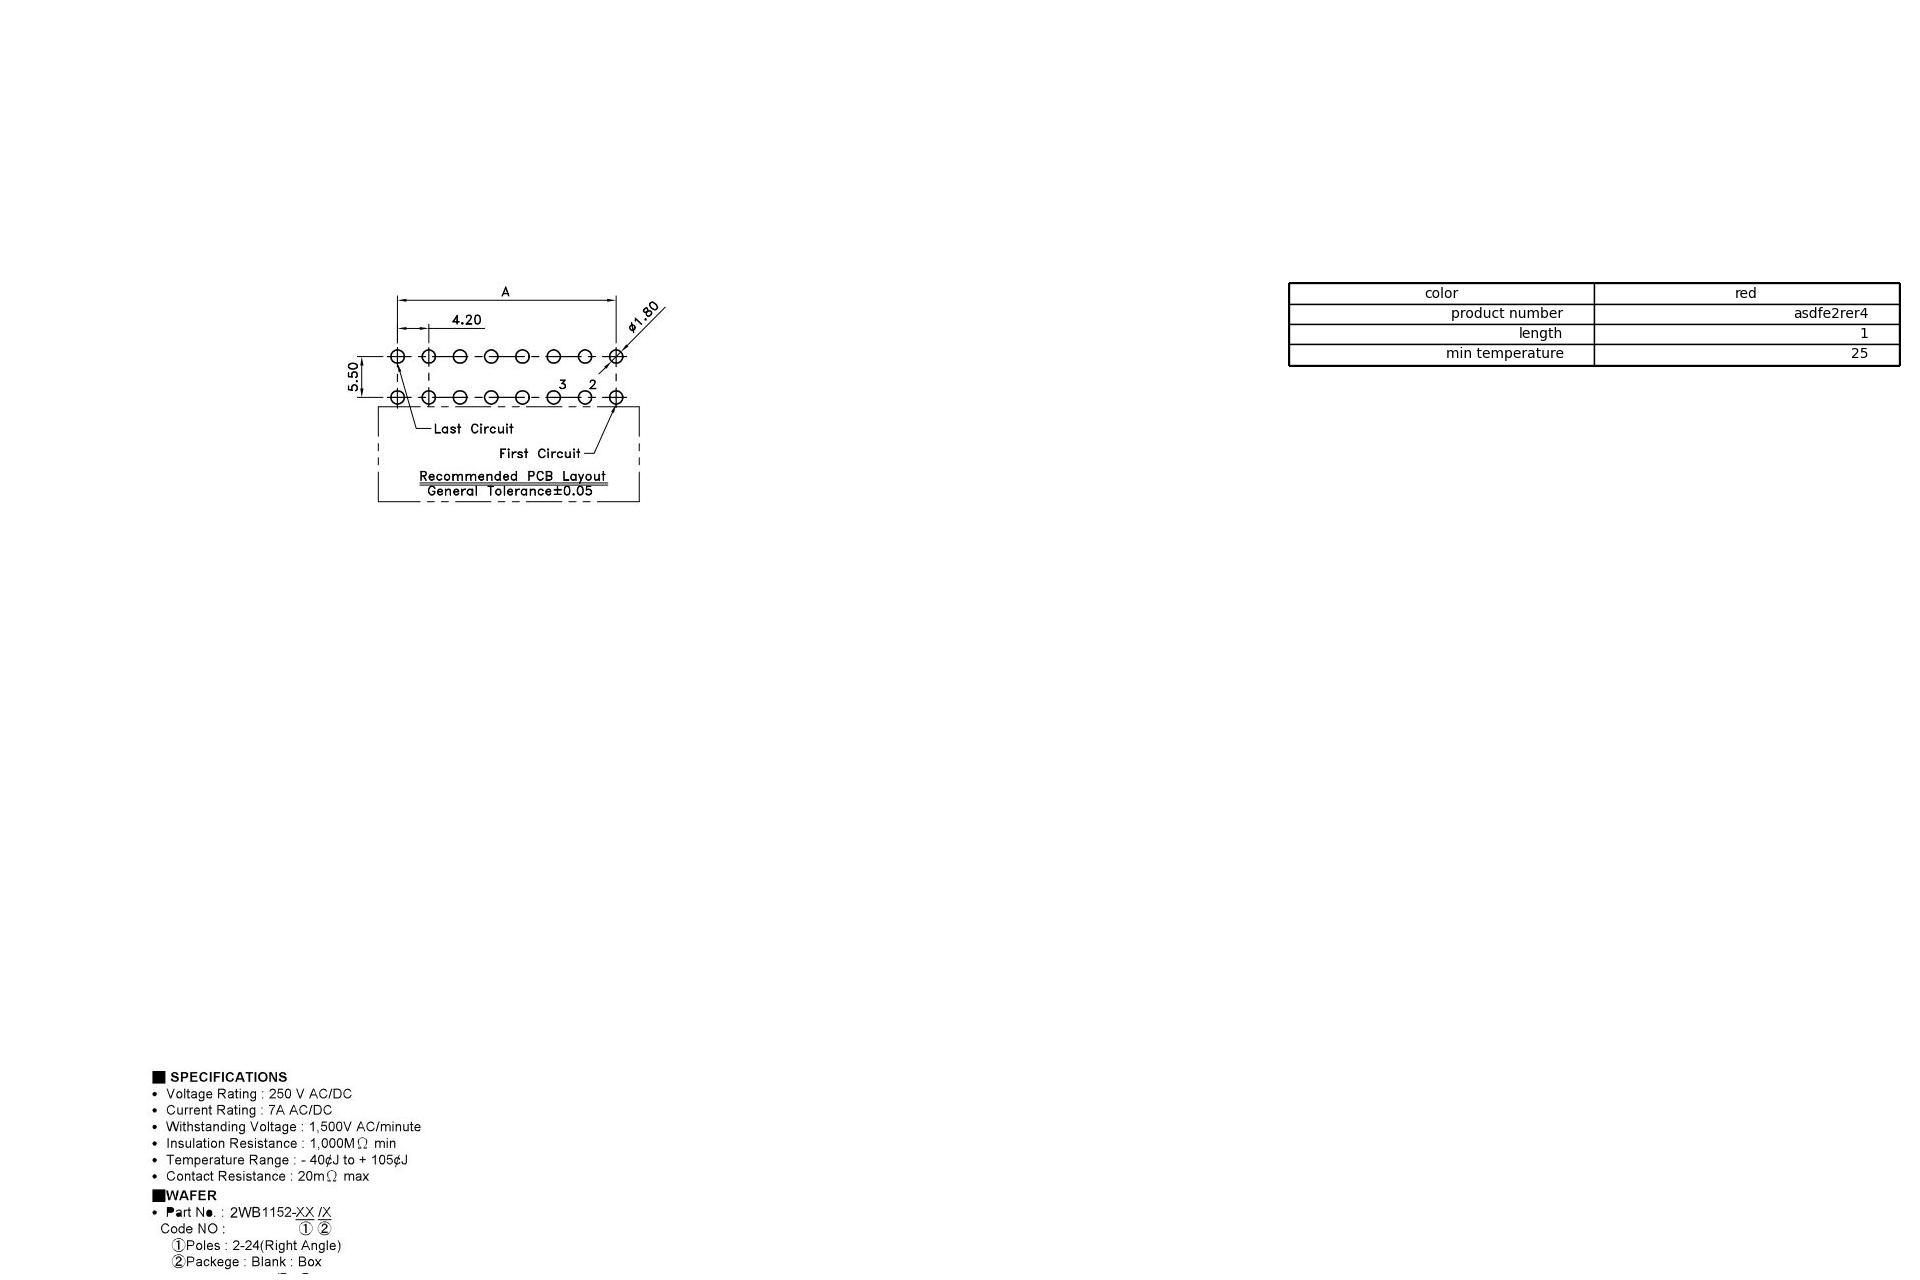 A
4.20
ø1.80
5.50
3 2
Last Circuit
First Circuit
Recommended PCB Layout
General Tolerance±0.05
color red
product number asdfe2rer4
length 1
min temperature 25
■ SPECIFICATIONS
• Voltage Rating : 250 V AC/DC
• Current Rating : 7A AC/DC
• Withstanding Voltage : 1,500V AC/minute
• Insulation Resistance : 1,000MΩ min
• Temperature Range : - 40¢J to + 105¢J
• Contact Resistance : 20mΩ max
■WAFER
• Part No. : 2WB1152-XX /X
Code NO : ① ②
①Poles : 2-24(Right Angle)
②Packege : Blank : Box